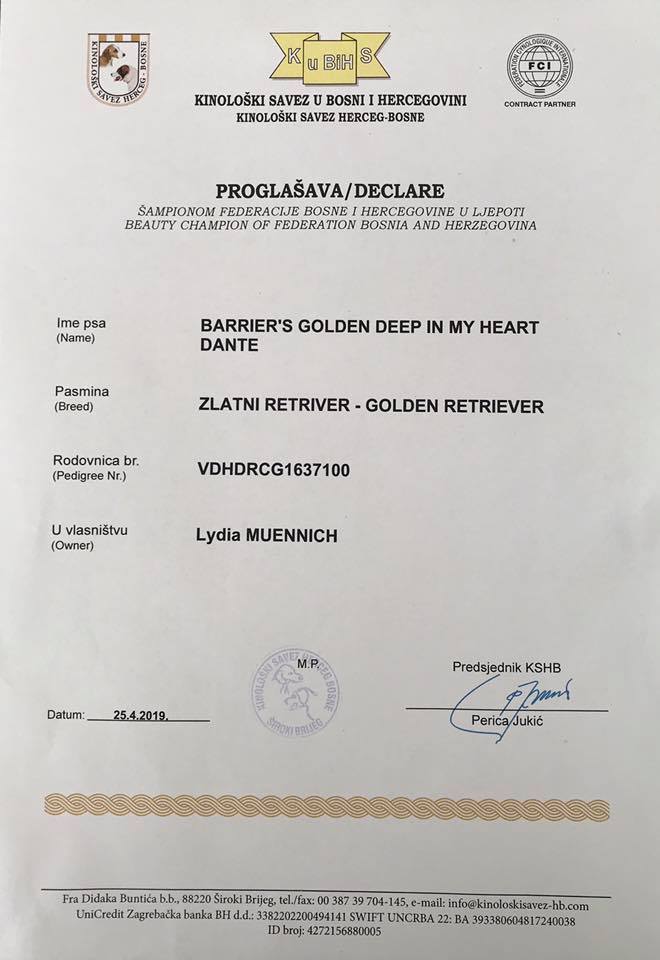 KINOLOŠKI SAVEZ HERCEG - BOSNE
K u BiH S
FEDERATION CYNOLOGIQUE INTERNATIONALE
FCI
CONTRACT PARTNER
KINOLOŠKI SAVEZ U BOSNI I HERCEGOVINI
KINOLOŠKI SAVEZ HERCEG-BOSNE
PROGLAŠAVA/DECLARE
ŠAMPIONOM FEDERACIJE BOSNE I HERCEGOVINE U LJEPOTI
BEAUTY CHAMPION OF FEDERATION BOSNIA AND HERZEGOVINA
Ime psa
(Name)
BARRIER'S GOLDEN DEEP IN MY HEART
DANTE
Pasmina
(Breed)
ZLATNI RETRIVER - GOLDEN RETRIEVER
Rodovnica br.
(Pedigree Nr.)
VDHDRCG1637100
U vlasništvu
(Owner)
Lydia MUENNICH
M.P.
KINOLOŠKI SAVEZ HERCEG BOSNE
ŠIROKI BRIJEG
Predsjednik KSHB
Perica Jukić
Datum: 25.4.2019.
Fra Didaka Buntića b.b., 88220 Široki Brijeg, tel./fax: 00 387 39 704-145, e-mail: info@kinoloskisavez-hb.com
UniCredit Zagrebačka banka BH d.d.: 3382202200494141 SWIFT UNCRBA 22: BA 393380604817240038
ID broj: 4272156880005